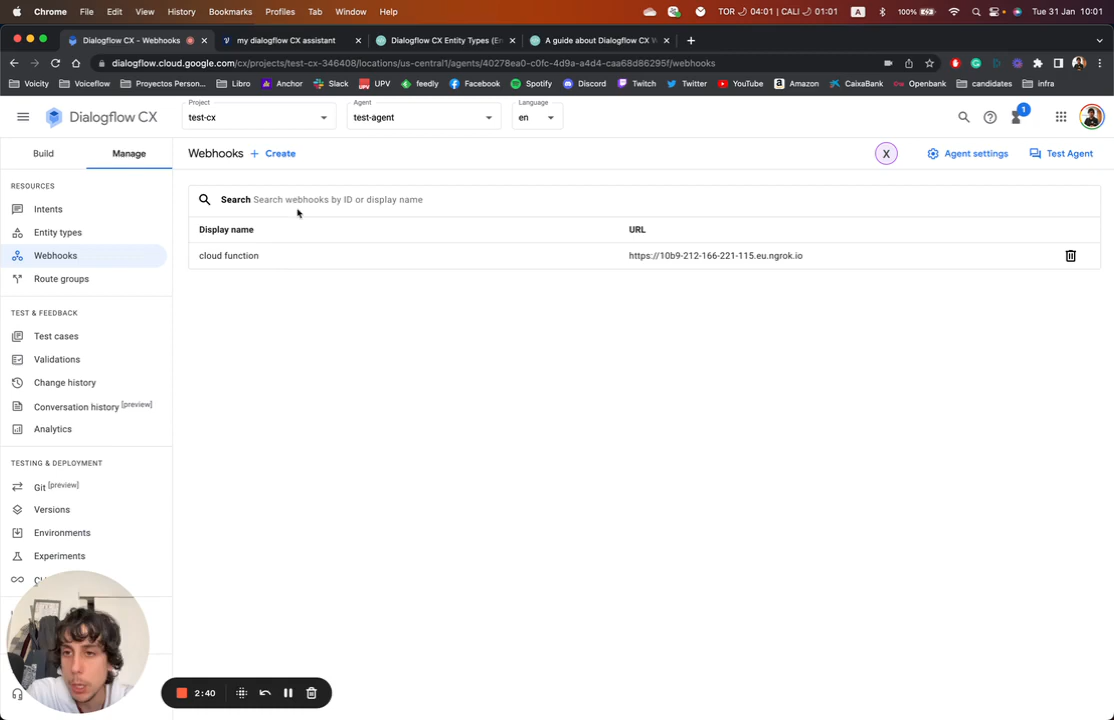 Chrome File Edit View History Bookmarks Profiles Tab Window Help TOR 04:01 | CALI 01:01 A 100% Tue 31 Jan 10:01
Dialogflow CX - Webhooks my dialogflow CX assistant Dialogflow CX Entity Types (En A guide about Dialogflow CX W
dialogflow.cloud.google.com/cx/projects/test-cx-346408/locations/us-central1/agents/40278ea0-c0fc-4d9a-a4d4-caa68d86295f/webhooks
Voicity Voiceflow Proyectos Person... Libro Anchor Slack UPV feedly Facebook Spotify Discord Twitch Twitter YouTube Amazon CaixaBank Openbank candidates infra
Dialogflow CX
Project
test-cx
Agent
test-agent
Language
en
1
Build Manage
Webhooks + Create X Agent settings Test Agent
RESOURCES
Intents
Entity types
Webhooks
Route groups
TEST & FEEDBACK
Test cases
Validations
Change history
Conversation history [preview]
Analytics
TESTING & DEPLOYMENT
Git [preview]
Versions
Environments
Experiments
Search Search webhooks by ID or display name
Display name URL
cloud function https://10b9-212-166-221-115.eu.ngrok.io
2:40